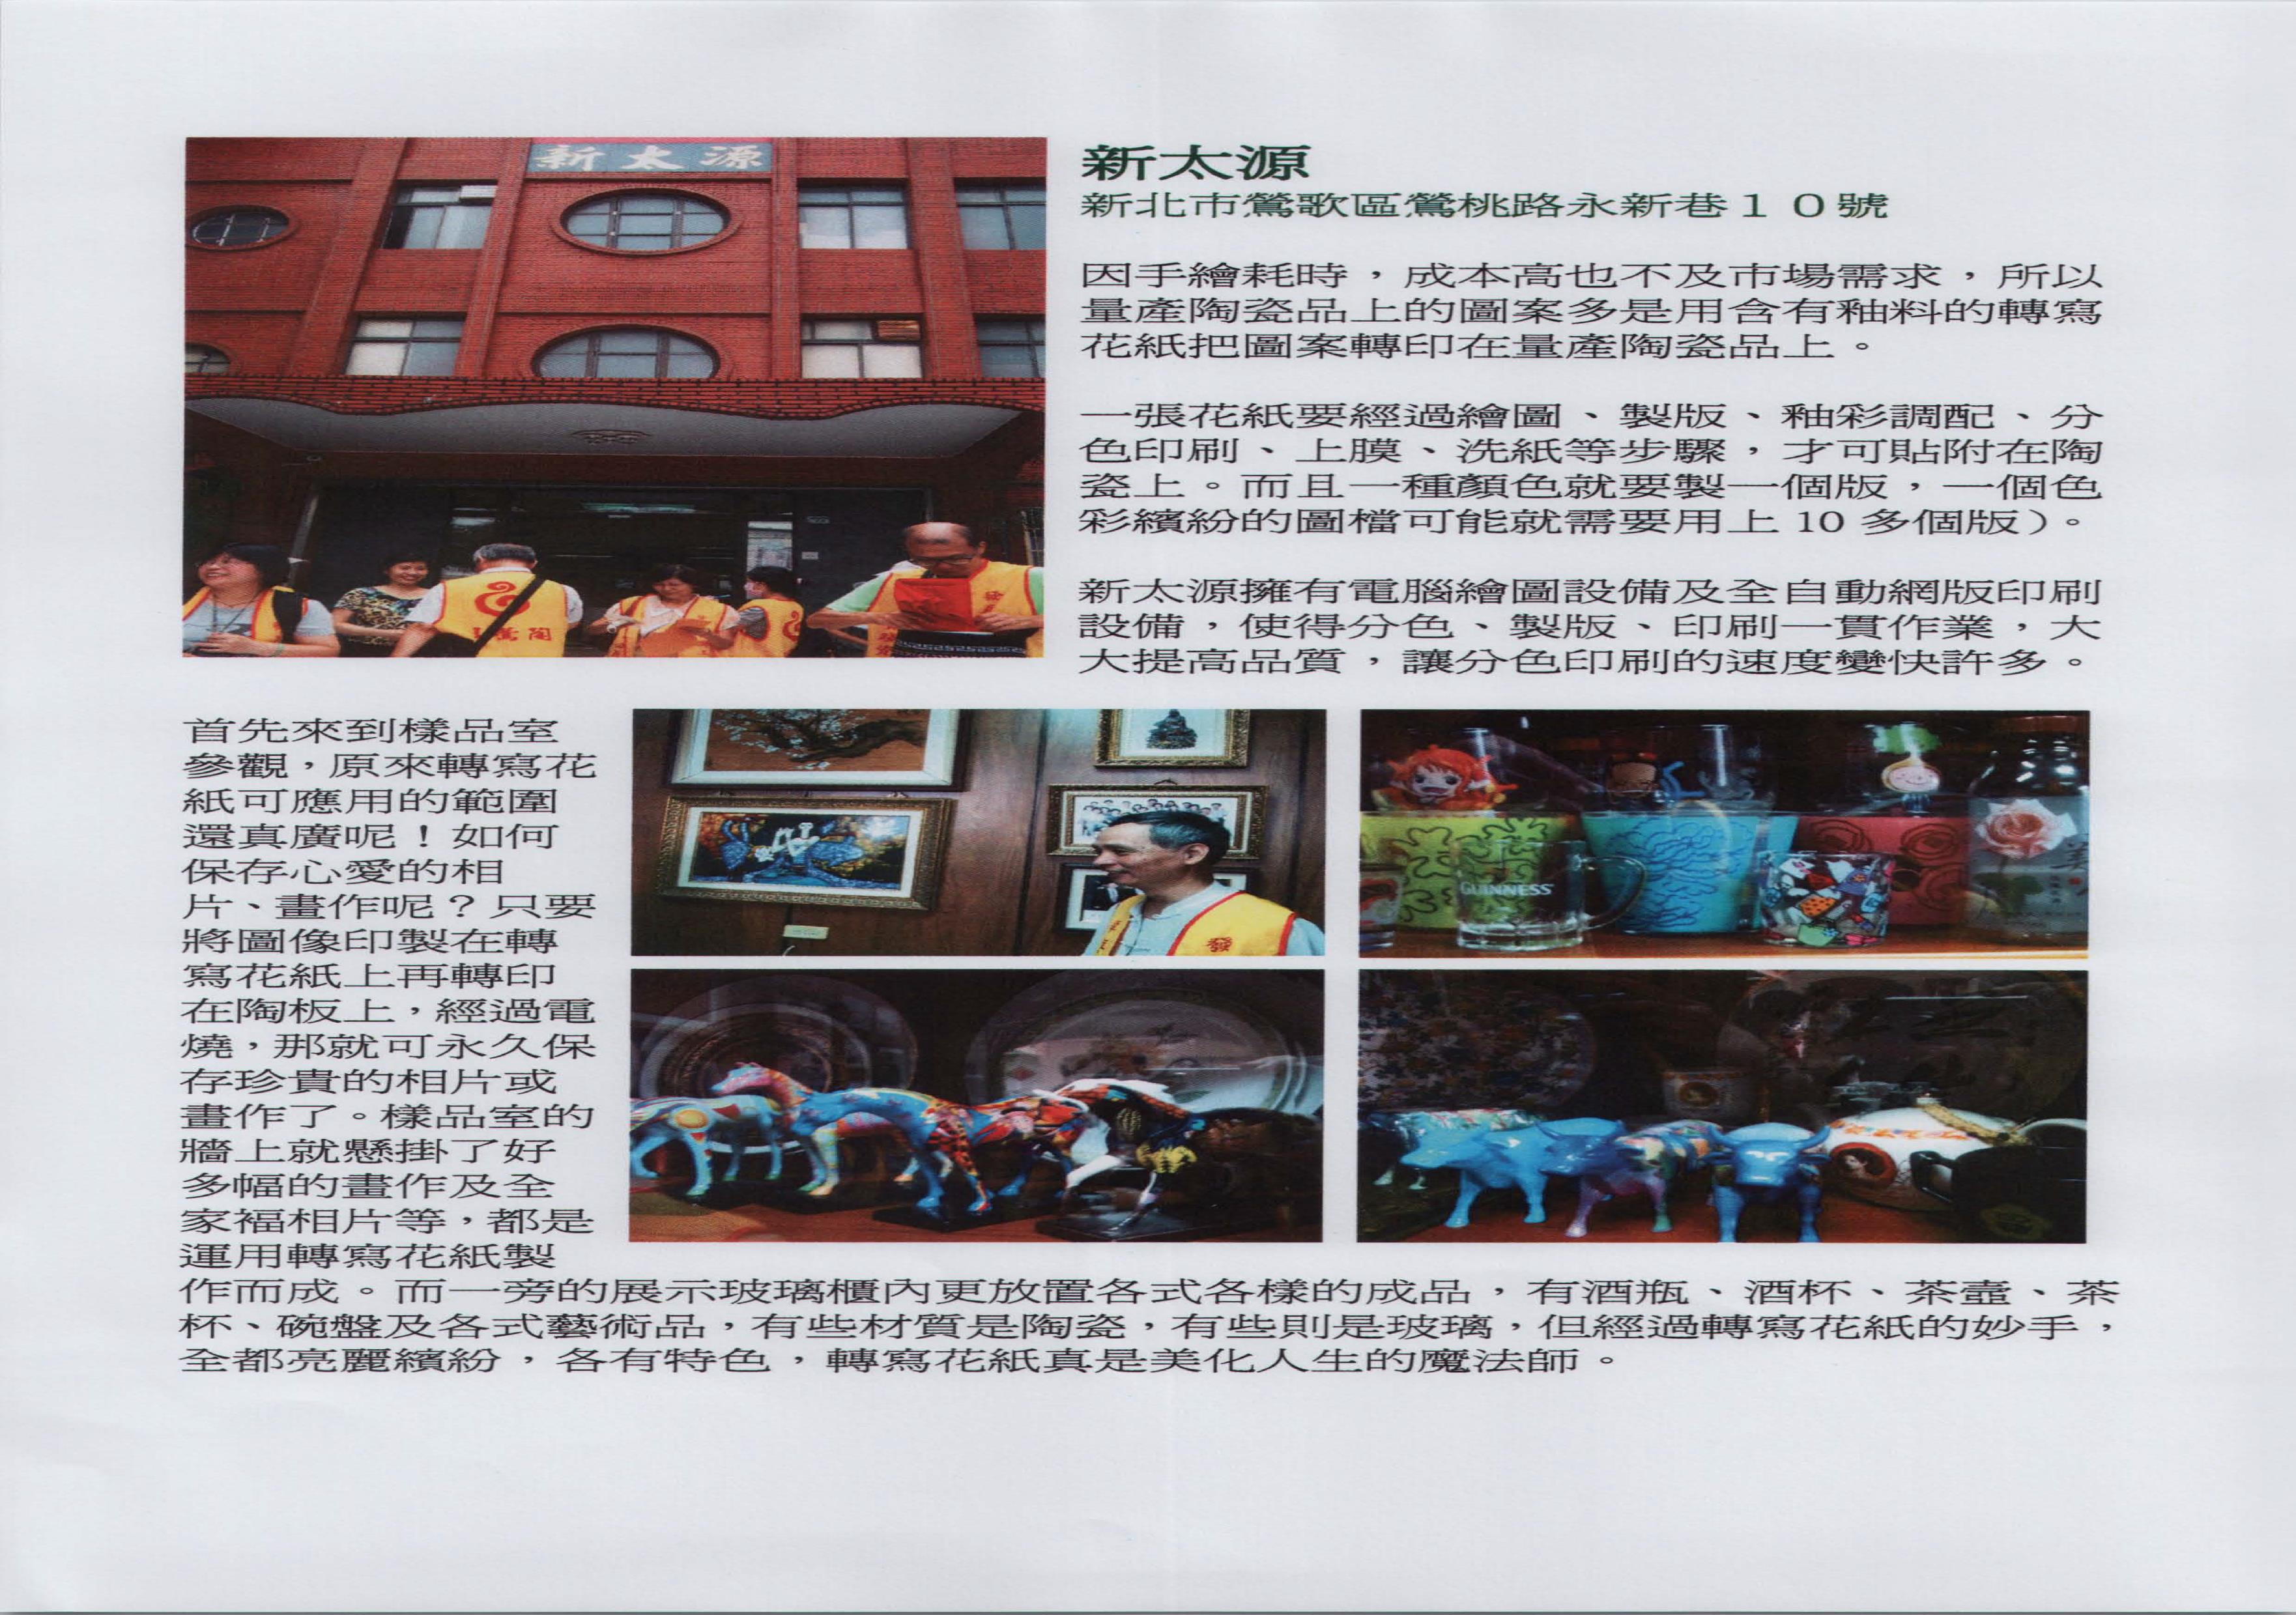 新太源
新太源
新北市鶯歌區鶯桃路永新巷１０號
因手繪耗時，成本高也不及市場需求，所以
量產陶瓷品上的圖案多是用含有釉料的轉寫
花紙把圖案轉印在量產陶瓷品上。
一張花紙要經過繪圖、製版、釉彩調配、分
色印刷、上膜、洗紙等步驟，才可貼附在陶
瓷上。而且一種顏色就要製一個版，一個色
彩繽紛的圖檔可能就需要用上 10 多個版）。
新太源擁有電腦繪圖設備及全自動網版印刷
設備，使得分色、製版、印刷一貫作業，大
大提高品質，讓分色印刷的速度變快許多。
首先來到樣品室
參觀，原來轉寫花
紙可應用的範圍
還真廣呢！如何
保存心愛的相
片、畫作呢？只要
將圖像印製在轉
寫花紙上再轉印
在陶板上，經過電
燒，那就可永久保
存珍貴的相片或
畫作了。樣品室的
牆上就懸掛了好
多幅的畫作及全
家福相片等，都是
運用轉寫花紙製
作而成。而一旁的展示玻璃櫃內更放置各式各樣的成品，有酒瓶、酒杯、茶壺、茶
杯、碗盤及各式藝術品，有些材質是陶瓷，有些則是玻璃，但經過轉寫花紙的妙手，
全都亮麗繽紛，各有特色，轉寫花紙真是美化人生的魔法師。
GUINNESS